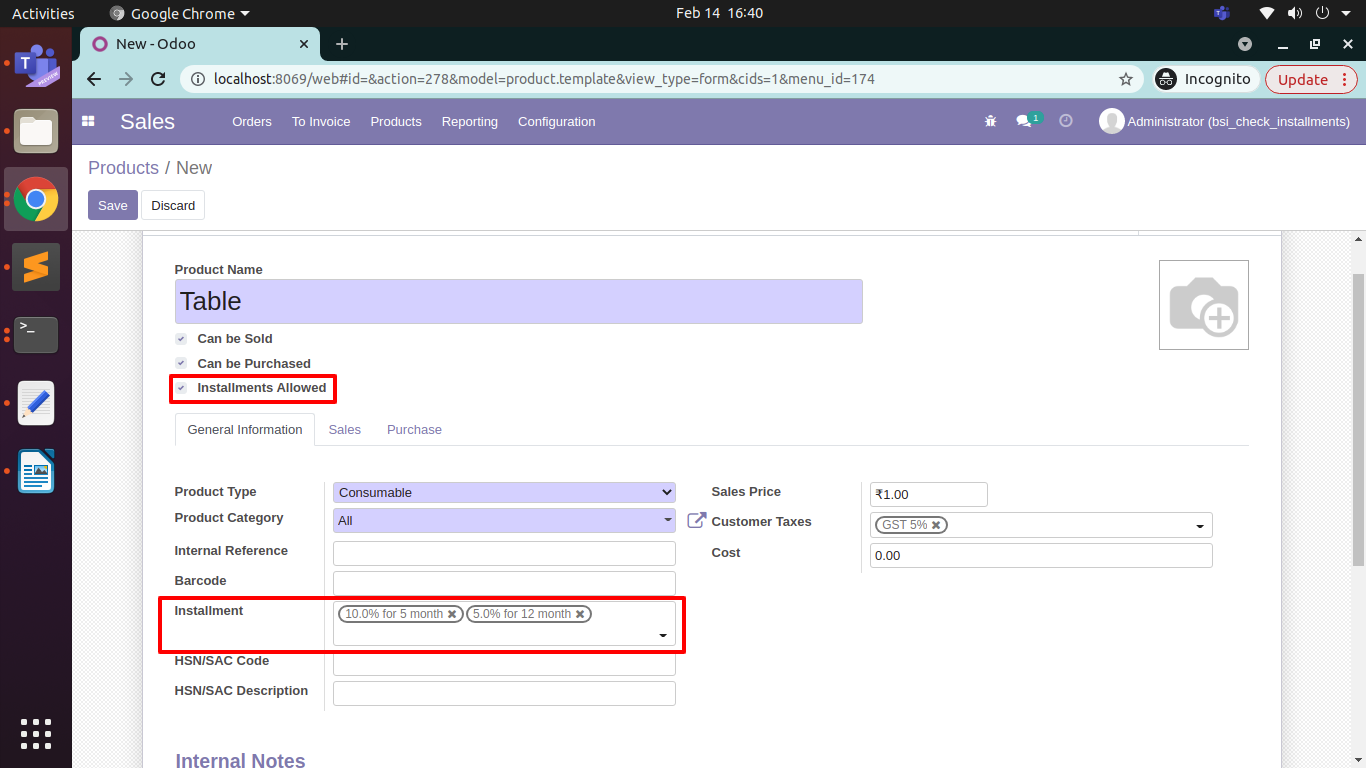 Activities Google Chrome Feb 14 16:40
New - Odoo
localhost:8069/web#id=&action=278&model=product.template&view_type=form&cids=1&menu_id=174 Incognito Update
Sales Orders To Invoice Products Reporting Configuration 1 Administrator (bsi_check_installments)
Products / New
Save Discard
Product Name
Table
Can be Sold
Can be Purchased
Installments Allowed
General Information Sales Purchase
Product Type Consumable Sales Price ₹1.00
Product Category All Customer Taxes GST 5%
Internal Reference Cost 0.00
Barcode
Installment 10.0% for 5 month 5.0% for 12 month
HSN/SAC Code
HSN/SAC Description
Internal Notes